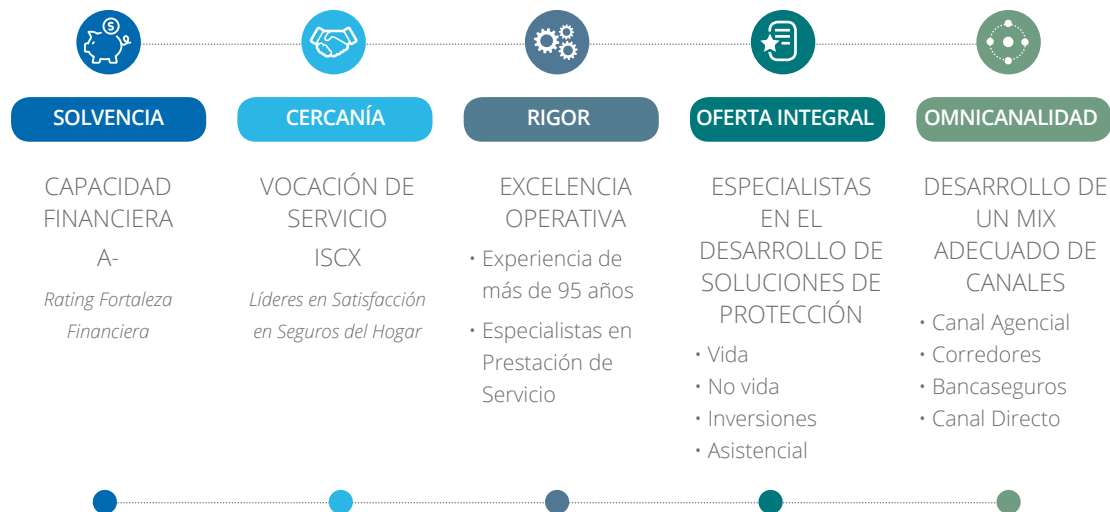 SOLVENCIA
CAPACIDAD
FINANCIERA
A-
Rating Fortaleza
Financiera
CERCANÍA
VOCACIÓN DE
SERVICIO
ISCX
Líderes en Satisfacción
en Seguros del Hogar
RIGOR
EXCELENCIA
OPERATIVA
• Experiencia de
más de 95 años
• Especialistas en
Prestación de
Servicio
OFERTA INTEGRAL
ESPECIALISTAS
EN EL
DESARROLLO DE
SOLUCIONES DE
PROTECCIÓN
• Vida
• No vida
• Inversiones
• Asistencial
OMNICANALIDAD
DESARROLLO DE
UN MIX
ADECUADO DE
CANALES
• Canal Agencial
• Corredores
• Bancaseguros
• Canal Directo